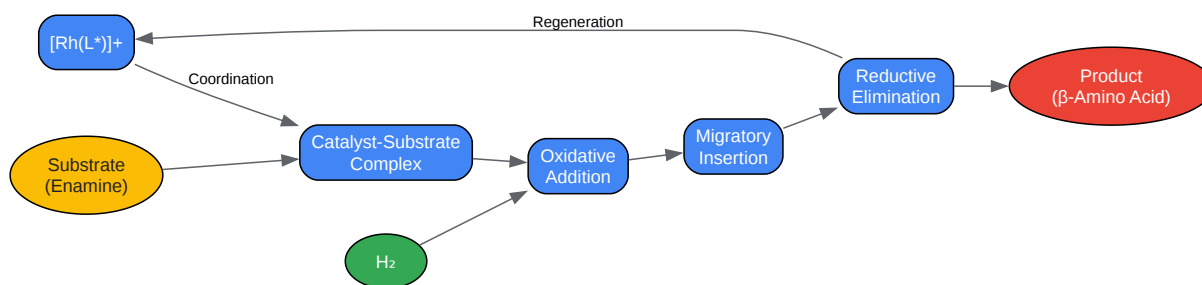 Regeneration
[Rh(L*)]+
Coordination
Substrate
(Enamine)
Catalyst-Substrate
Complex
H₂
Oxidative
Addition
Migratory
Insertion
Reductive
Elimination
Product
(β-Amino Acid)